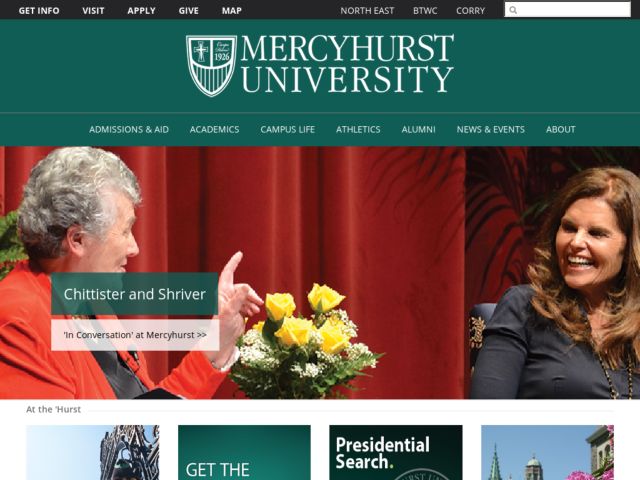 GET INFO VISIT APPLY GIVE MAP NORTH EAST BTWC CORRY
MERCYHURST
UNIVERSITY
1926
ADMISSIONS & AID ACADEMICS CAMPUS LIFE ATHLETICS ALUMNI NEWS & EVENTS ABOUT
Chittister and Shriver
'In Conversation' at Mercyhurst >>
At the 'Hurst
GET THE
Presidential
Search.